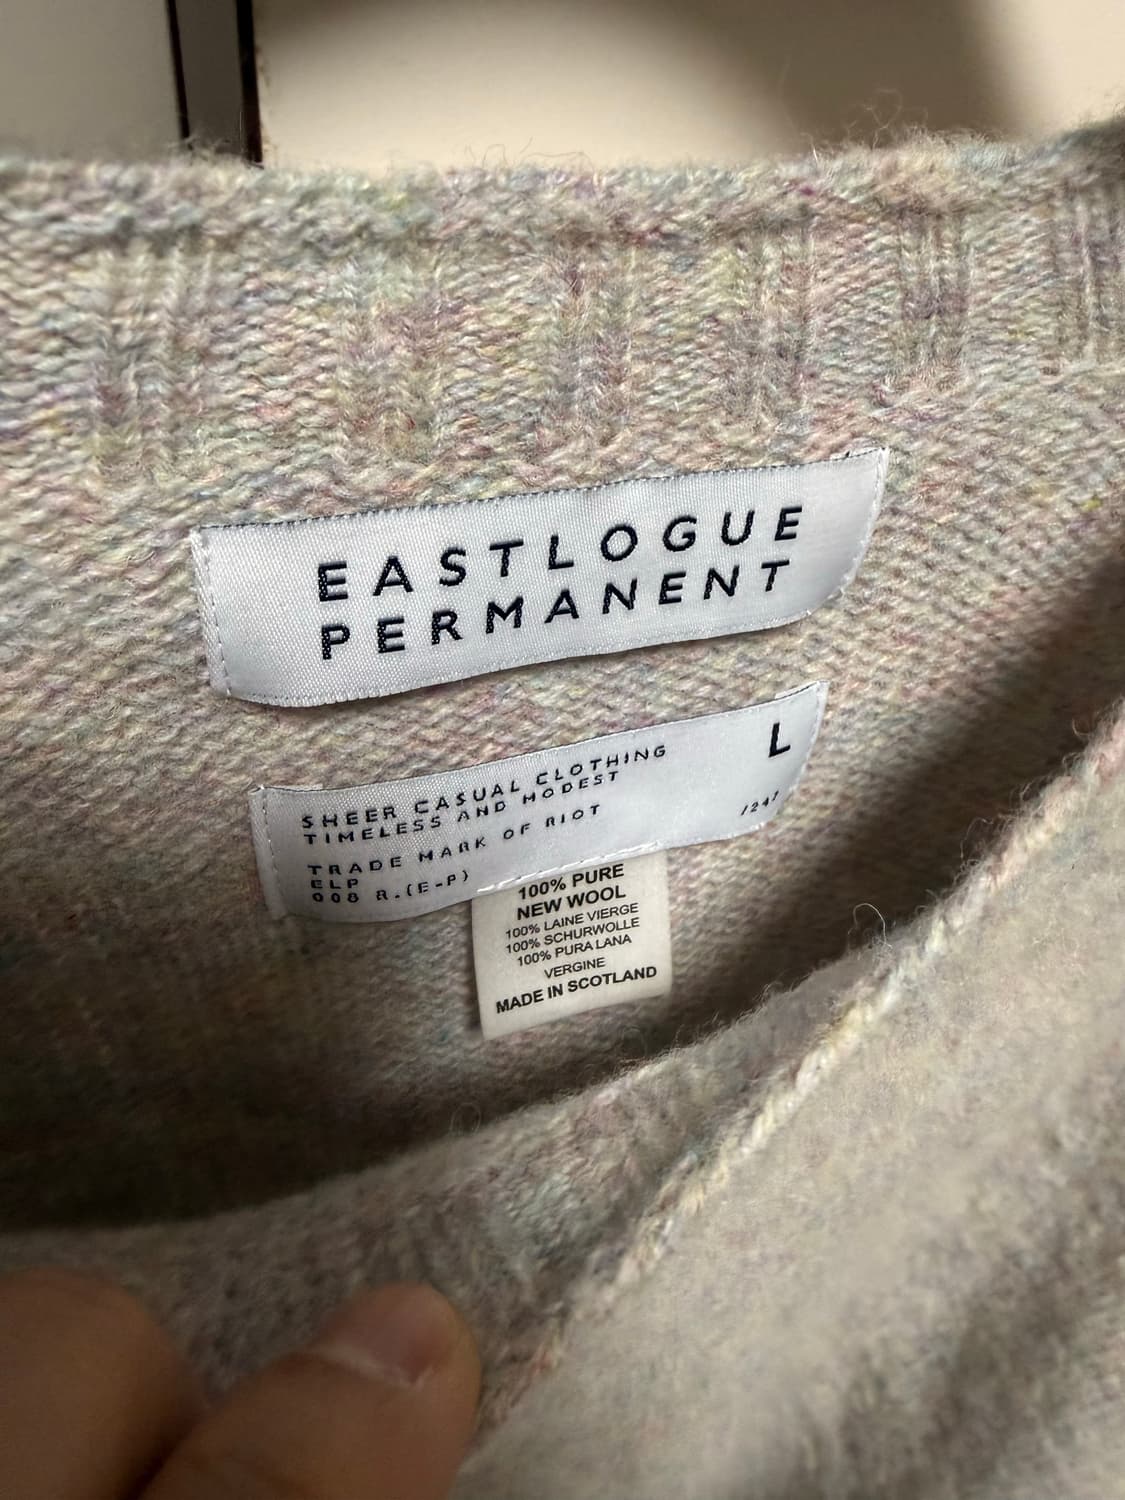 EASTLOGUE
PERMANENT
L
SHEER CASUAL CLOTHING
TIMELESS AND MODEST
/247
TRADE MARK OF RIOT
ELP
008 R.(E-P)
100% PURE
NEW WOOL
100% LAINE VIERGE
100% SCHURWOLLE
100% PURA LANA
VERGINE
MADE IN SCOTLAND